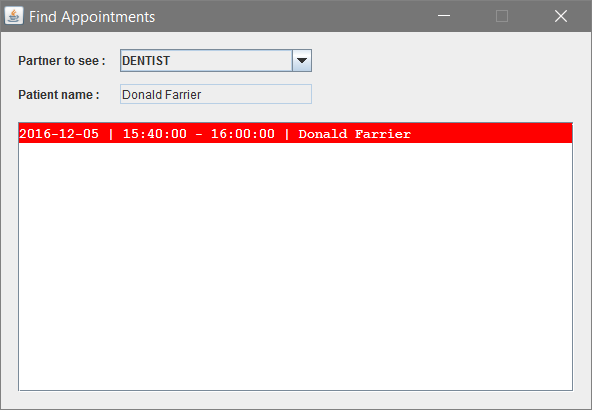 Find Appointments
Partner to see :
DENTIST
Patient name :
Donald Farrier
2016-12-05 | 15:40:00 - 16:00:00 | Donald Farrier